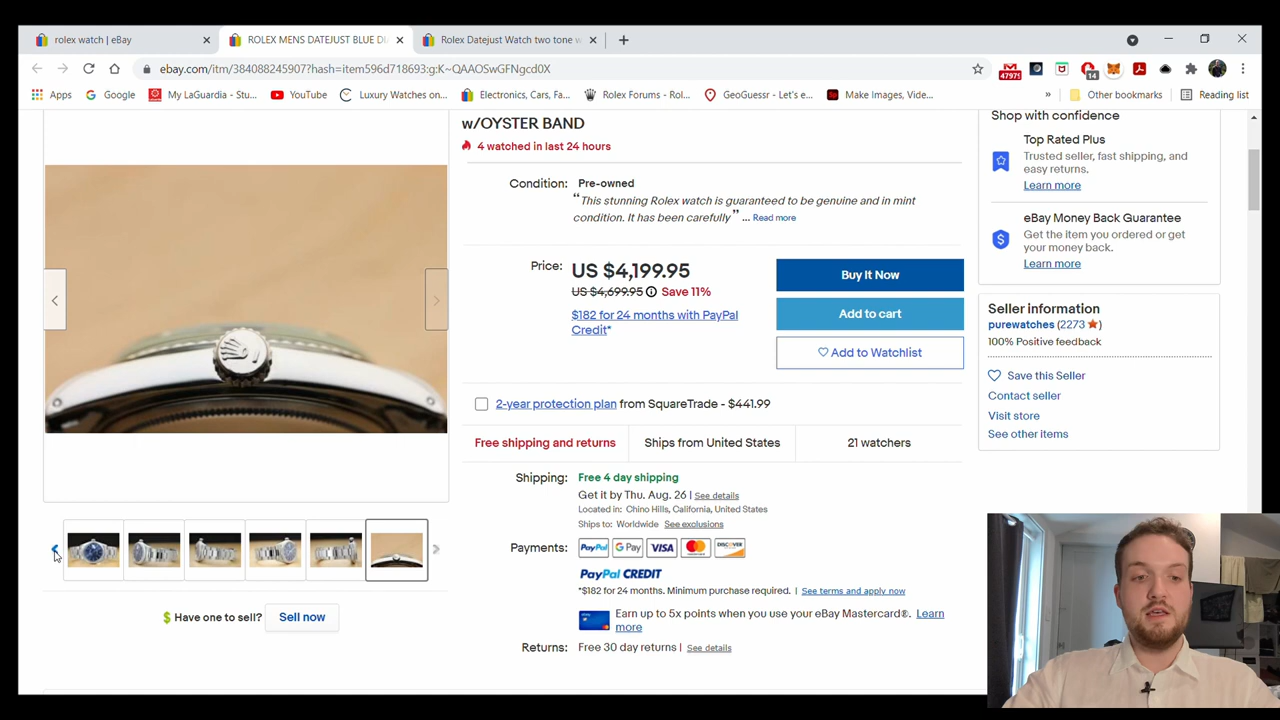 rolex watch | eBay
ROLEX MENS DATEJUST BLUE DI
Rolex Datejust Watch two tone w
ebay.com/itm/384088245907?hash=item596d718693:g:K~QAAOSwGFNgcd0X
47975
14
Apps
Google
My LaGuardia - Stu...
YouTube
Luxury Watches on...
Electronics, Cars, Fa...
Rolex Forums - Rol...
GeoGuessr - Let's e...
Make Images, Vide...
»
Other bookmarks
Reading list
w/OYSTER BAND
4 watched in last 24 hours
Condition: Pre-owned
"This stunning Rolex watch is guaranteed to be genuine and in mint
condition. It has been carefully" ... Read more
Price: US $4,199.95
US $4,699.95 Save 11%
$182 for 24 months with PayPal
Credit*
Buy It Now
Add to cart
Add to Watchlist
2-year protection plan from SquareTrade - $441.99
Free shipping and returns
Ships from United States
21 watchers
Shipping: Free 4 day shipping
Get it by Thu. Aug. 26 | See details
Located in: Chino Hills, California, United States
Ships to: Worldwide See exclusions
Payments: PayPal G Pay VISA mastercard DISCOVER
PayPal CREDIT
*$182 for 24 months. Minimum purchase required. | See terms and apply now
ebay Earn up to 5x points when you use your eBay Mastercard®. Learn
more
Returns: Free 30 day returns | See details
Have one to sell? Sell now
Shop with confidence
Top Rated Plus
Trusted seller, fast shipping, and
easy returns.
Learn more
eBay Money Back Guarantee
Get the item you ordered or get
your money back.
Learn more
Seller information
purewatches (2273 ★)
100% Positive feedback
Save this Seller
Contact seller
Visit store
See other items